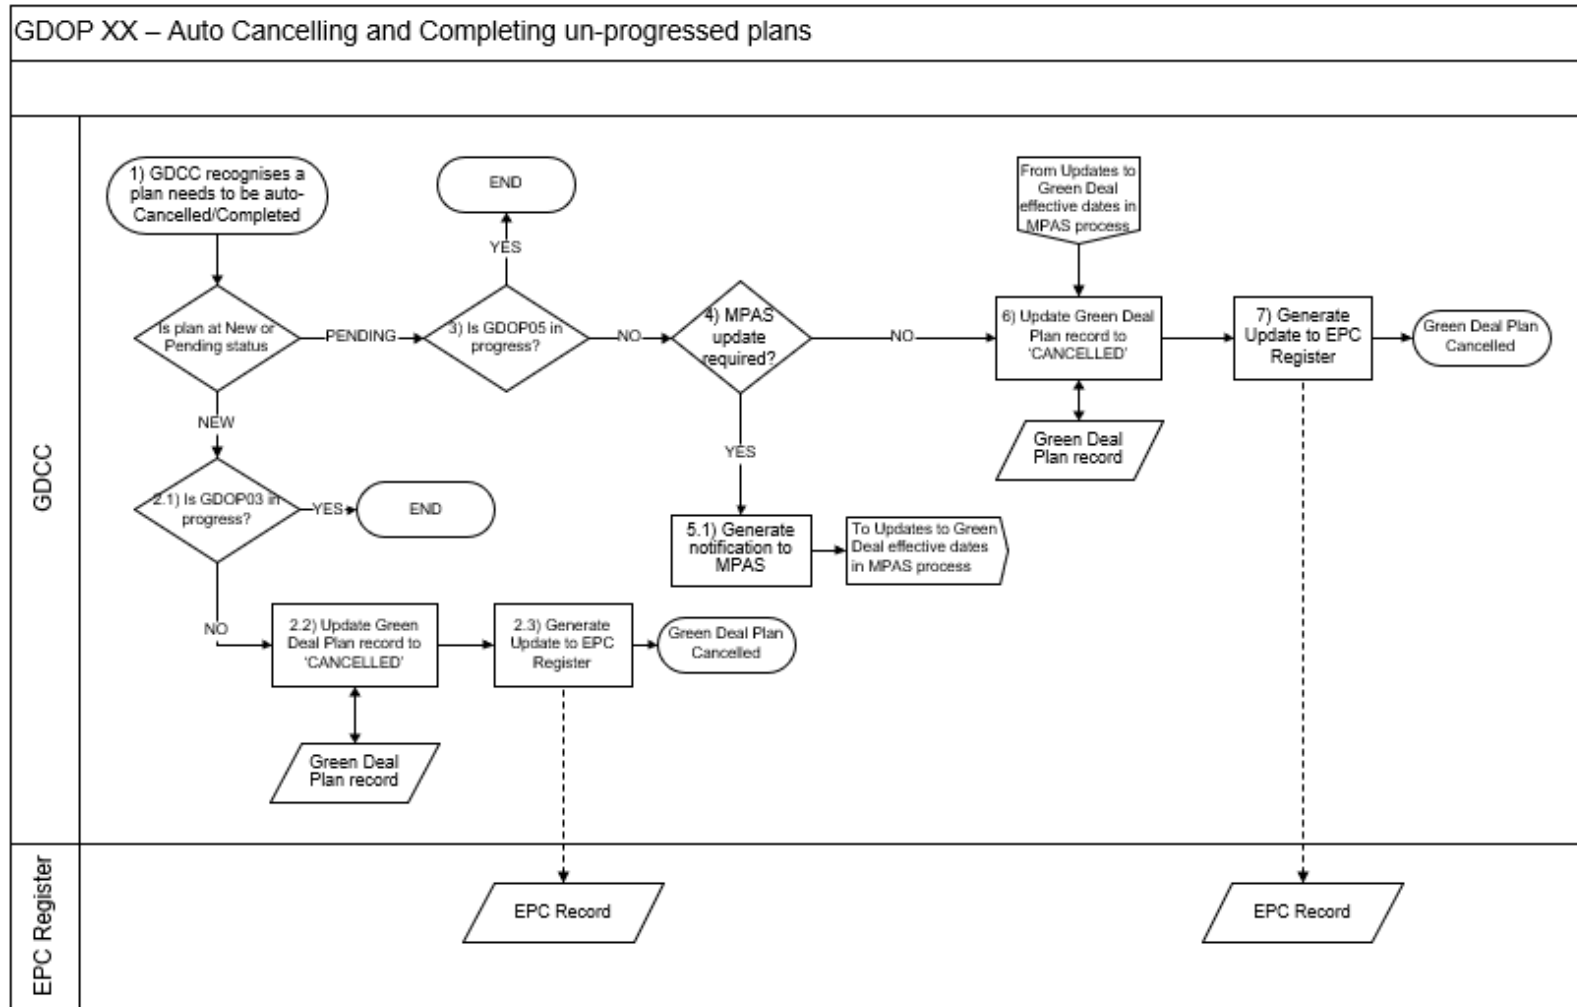 GDOP XX – Auto Cancelling and Completing un-progressed plans
GDCC
1) GDCC recognises a
plan needs to be auto-
Cancelled/Completed
END
From Updates to
Green Deal
effective dates in
MPAS process
YES
Is plan at New or
Pending status
PENDING
3) Is GDOP05 in
progress?
NO
4) MPAS
update
required?
NO
6) Update Green Deal
Plan record to
‘CANCELLED’
7) Generate
Update to EPC
Register
Green Deal Plan
Cancelled
NEW
YES
Green Deal
Plan record
2.1) Is GDOP03 in
progress?
YES
END
5.1) Generate
notification to
MPAS
To Updates to Green
Deal effective dates
in MPAS process
NO
2.2) Update Green
Deal Plan record to
‘CANCELLED’
2.3) Generate
Update to EPC
Register
Green Deal Plan
Cancelled
Green Deal
Plan record
EPC Register
EPC Record
EPC Record